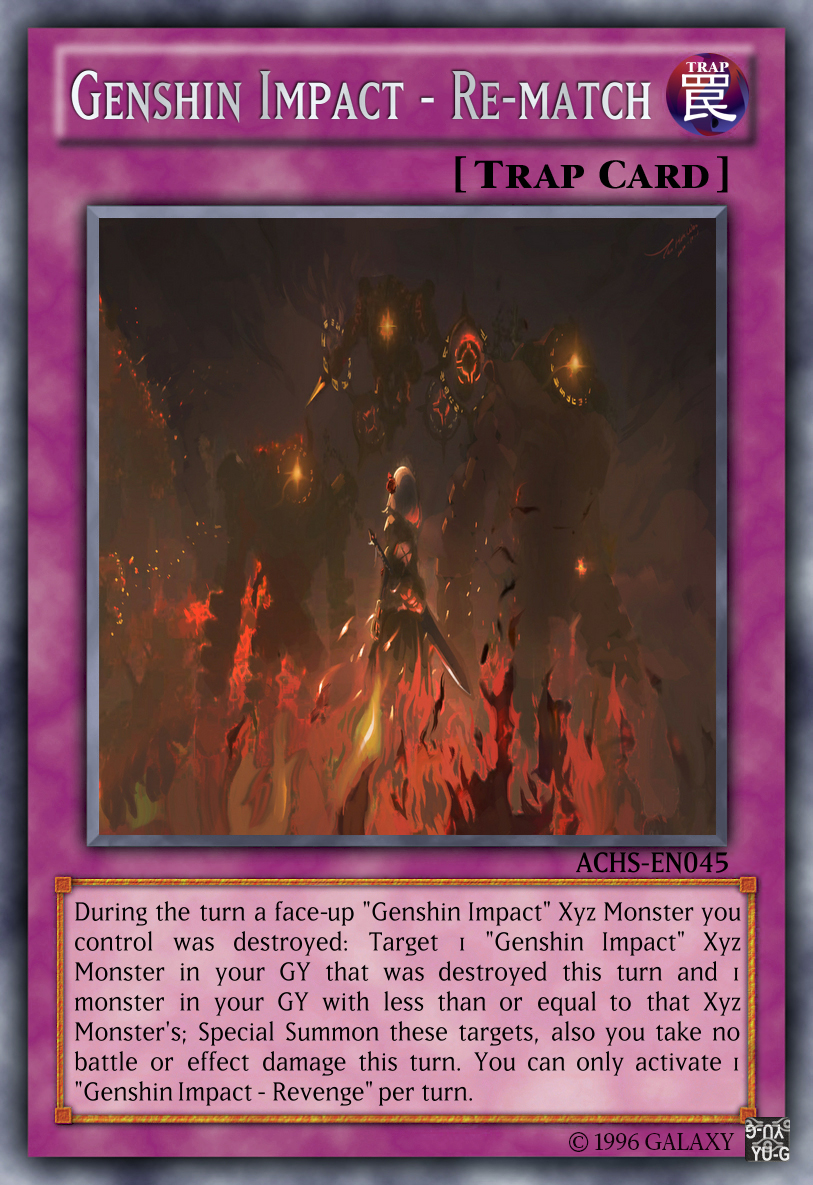 Genshin Impact - Re-match
TRAP
罠
[Trap Card]
ACHS-EN045
During the turn a face-up "Genshin Impact" Xyz Monster you
control was destroyed: Target 1 "Genshin Impact" Xyz
Monster in your GY that was destroyed this turn and 1
monster in your GY with less than or equal to that Xyz
Monster's; Special Summon these targets, also you take no
battle or effect damage this turn. You can only activate 1
"Genshin Impact - Revenge" per turn.
© 1996 GALAXY
YU-G
YU-G